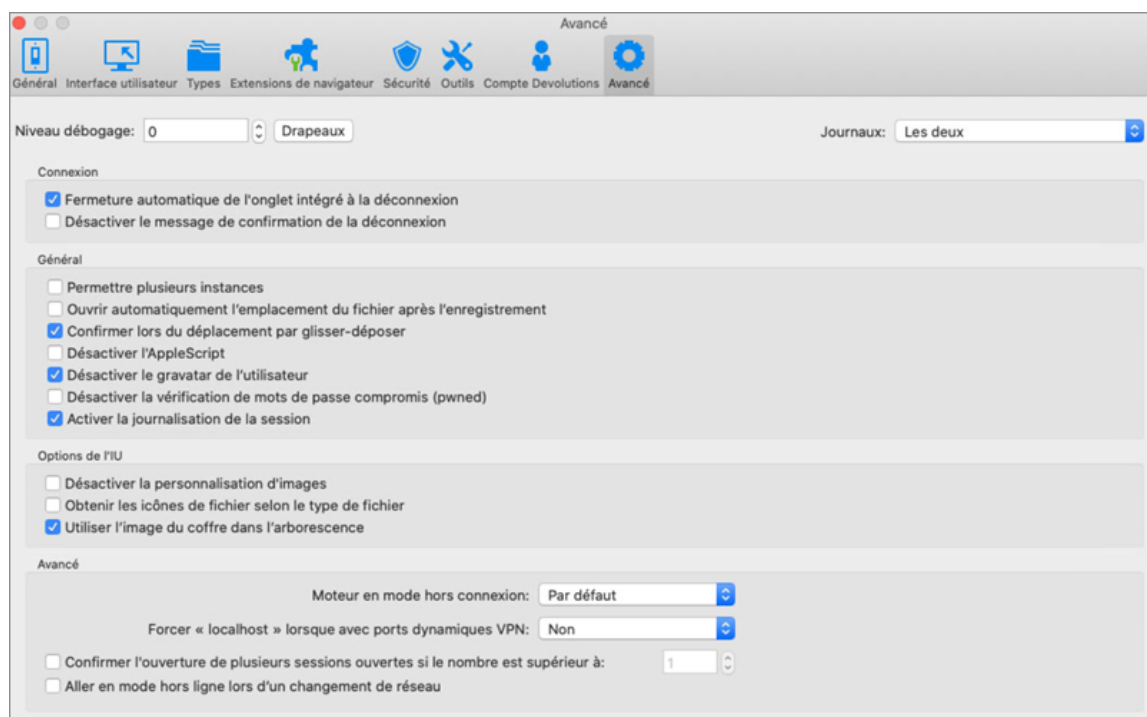 Avancé
Général Interface utilisateur Types Extensions de navigateur Sécurité Outils Compte Devolutions Avancé
Niveau débogage: 0 Drapeaux Journaux: Les deux
Connexion
Fermeture automatique de l'onglet intégré à la déconnexion
Désactiver le message de confirmation de la déconnexion
Général
Permettre plusieurs instances
Ouvrir automatiquement l'emplacement du fichier après l'enregistrement
Confirmer lors du déplacement par glisser-déposer
Désactiver l'AppleScript
Désactiver le gravatar de l'utilisateur
Désactiver la vérification de mots de passe compromis (pwned)
Activer la journalisation de la session
Options de l'IU
Désactiver la personnalisation d'images
Obtenir les icônes de fichier selon le type de fichier
Utiliser l'image du coffre dans l'arborescence
Avancé
Moteur en mode hors connexion: Par défaut
Forcer « localhost » lorsque avec ports dynamiques VPN: Non
Confirmer l'ouverture de plusieurs sessions ouvertes si le nombre est supérieur à: 1
Aller en mode hors ligne lors d'un changement de réseau